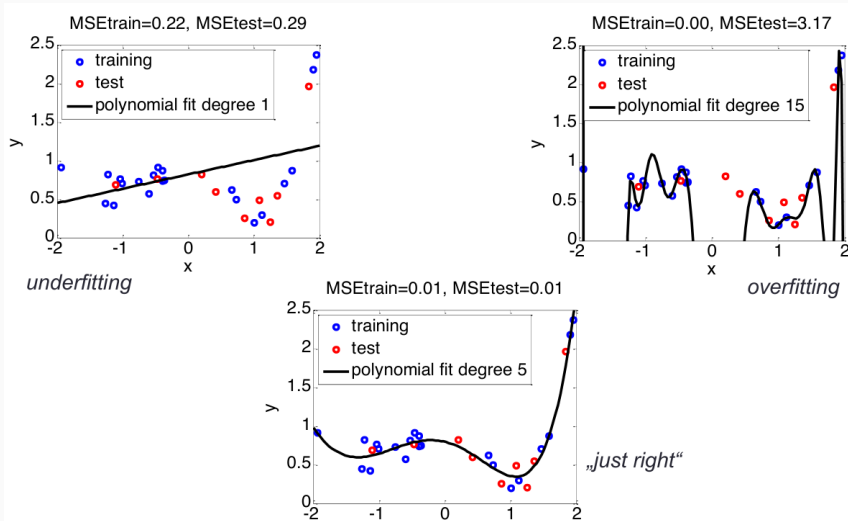 MSEtrain=0.22, MSEtest=0.29
2.5
2
1.5
1
0.5
0
y
training
test
polynomial fit degree 1
-2
-1
0
1
2
x
underfitting
MSEtrain=0.00, MSEtest=3.17
2.5
2
1.5
1
0.5
0
y
training
test
polynomial fit degree 15
-2
-1
0
1
2
x
overfitting
MSEtrain=0.01, MSEtest=0.01
2.5
2
1.5
1
0.5
0
y
training
test
polynomial fit degree 5
-2
-1
0
1
2
„just right“